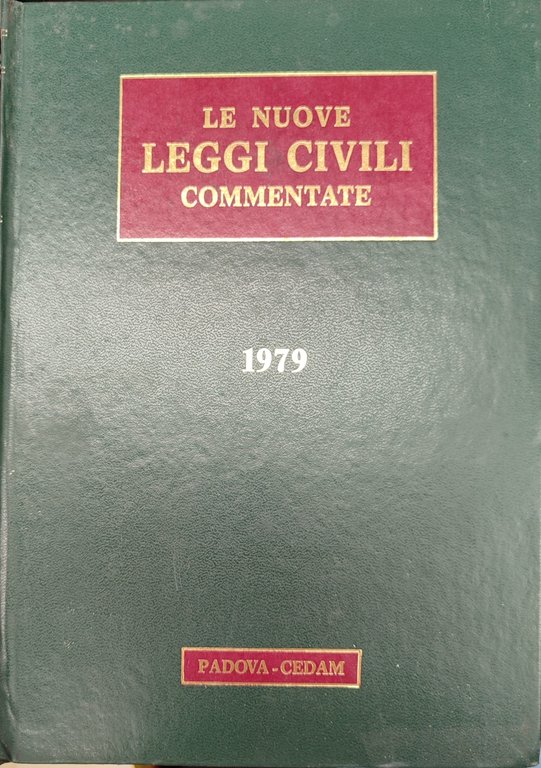 LE NUOVE
LEGGI CIVILI
COMMENTATE
1979
PADOVA-CEDAM